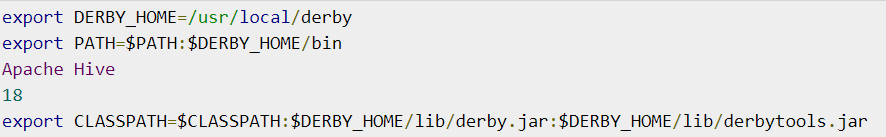 export DERBY_HOME=/usr/local/derby
export PATH=$PATH:$DERBY_HOME/bin
Apache Hive
18
export CLASSPATH=$CLASSPATH:$DERBY_HOME/lib/derby.jar:$DERBY_HOME/lib/derbytools.jar